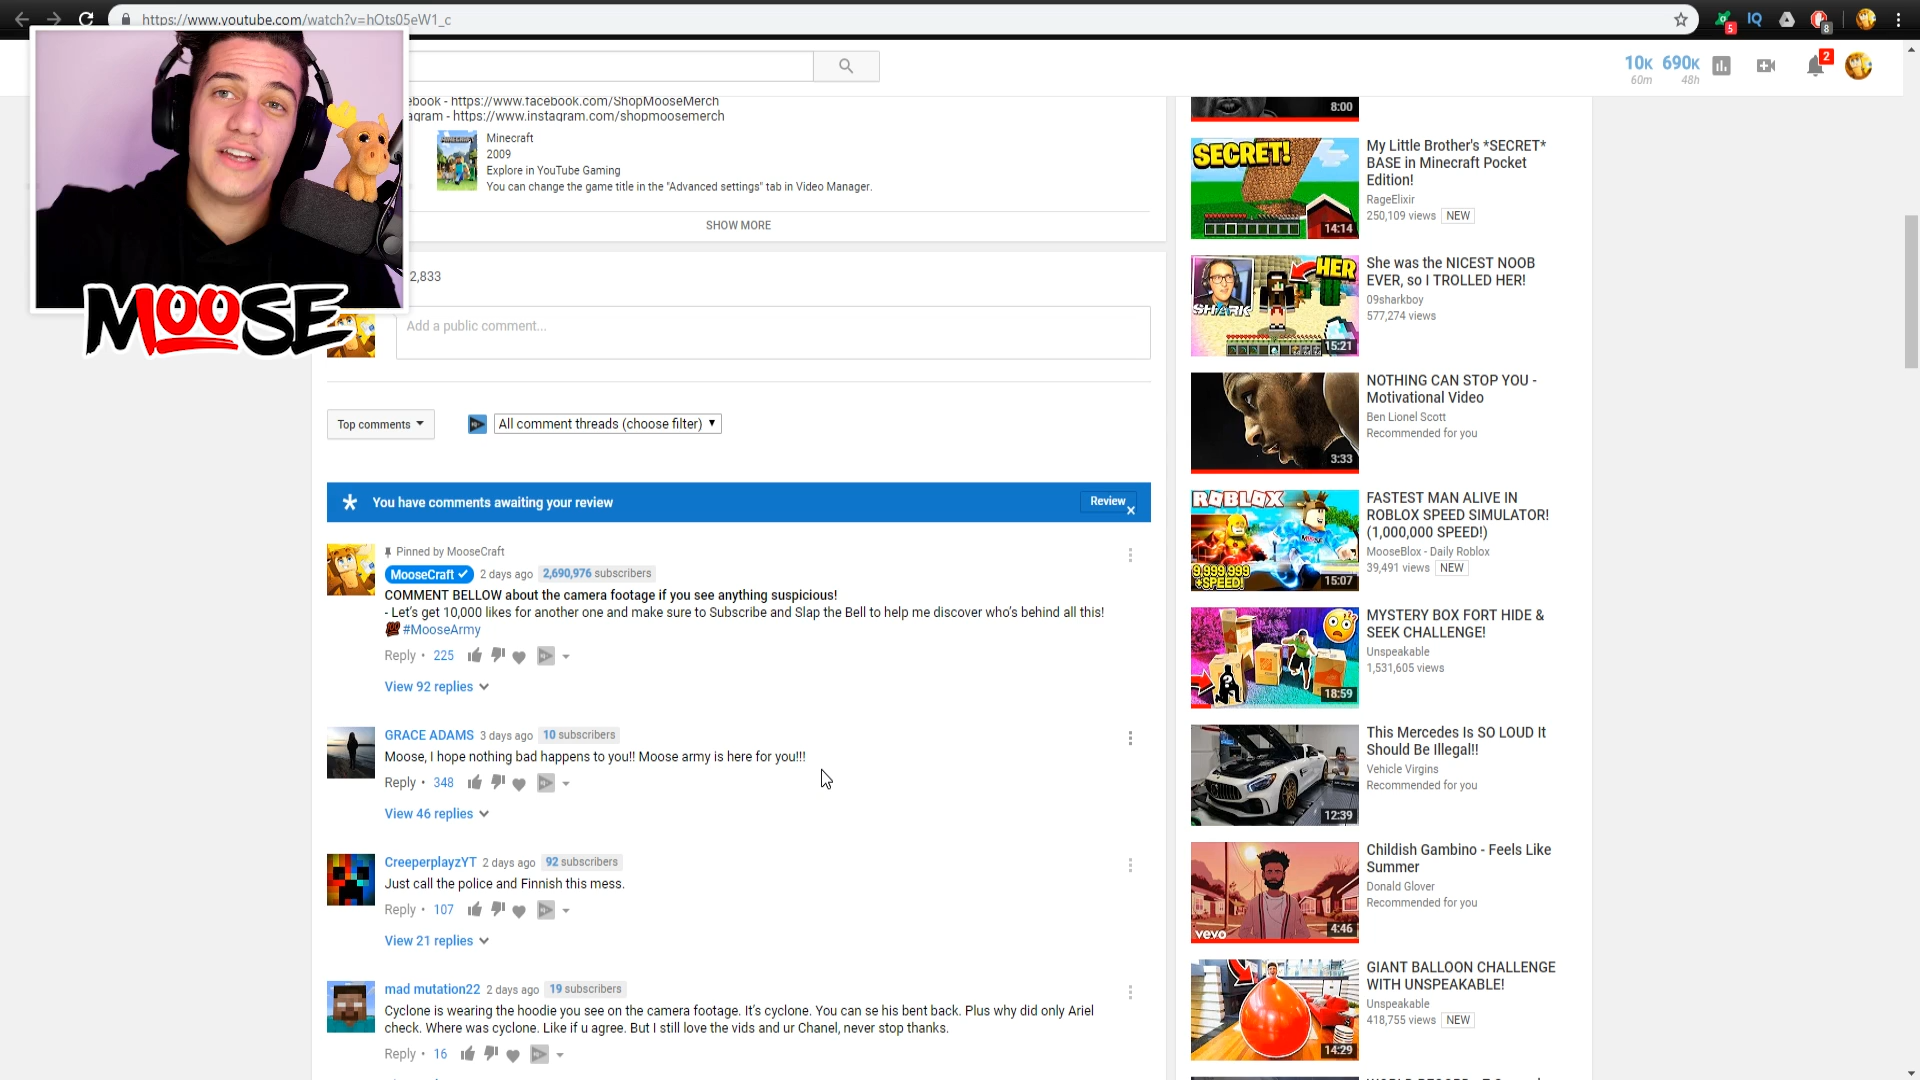 https://www.youtube.com/watch?v=hOts05eW1_c
5
IQ
8
10K 690K
60m 48h
2
MOOSE
ebook - https://www.facebook.com/ShopMooseMerch
agram - https://www.instagram.com/shopmoosemerch
Minecraft
2009
Explore in YouTube Gaming
You can change the game title in the "Advanced settings" tab in Video Manager.
SHOW MORE
2,833
Add a public comment...
Top comments
All comment threads (choose filter)
You have comments awaiting your review
Review
Pinned by MooseCraft
MooseCraft 2 days ago 2,690,976 subscribers
COMMENT BELLOW about the camera footage if you see anything suspicious!
- Let's get 10,000 likes for another one and make sure to Subscribe and Slap the Bell to help me discover who's behind all this!
#MooseArmy
Reply • 225
View 92 replies
GRACE ADAMS 3 days ago 10 subscribers
Moose, I hope nothing bad happens to you!! Moose army is here for you!!!
Reply • 348
View 46 replies
CreeperplayzYT 2 days ago 92 subscribers
Just call the police and Finnish this mess.
Reply • 107
View 21 replies
mad mutation22 2 days ago 19 subscribers
Cyclone is wearing the hoodie you see on the camera footage. It's cyclone. You can se his bent back. Plus why did only Ariel
check. Where was cyclone. Like if u agree. But I still love the vids and ur Chanel, never stop thanks.
Reply • 16
8:00
SECRET!
14:14
My Little Brother's *SECRET*
BASE in Minecraft Pocket
Edition!
RageElixir
250,109 views NEW
HER
SHARK
15:21
She was the NICEST NOOB
EVER, so I TROLLED HER!
09sharkboy
577,274 views
3:33
NOTHING CAN STOP YOU -
Motivational Video
Ben Lionel Scott
Recommended for you
ROBLOX
9,999,999
+SPEED!
15:07
FASTEST MAN ALIVE IN
ROBLOX SPEED SIMULATOR!
(1,000,000 SPEED!)
MooseBlox - Daily Roblox
39,491 views NEW
?
18:59
MYSTERY BOX FORT HIDE &
SEEK CHALLENGE!
Unspeakable
1,531,605 views
12:39
This Mercedes Is SO LOUD It
Should Be Illegal!!
Vehicle Virgins
Recommended for you
vevo
4:46
Childish Gambino - Feels Like
Summer
Donald Glover
Recommended for you
14:29
GIANT BALLOON CHALLENGE
WITH UNSPEAKABLE!
Unspeakable
418,755 views NEW